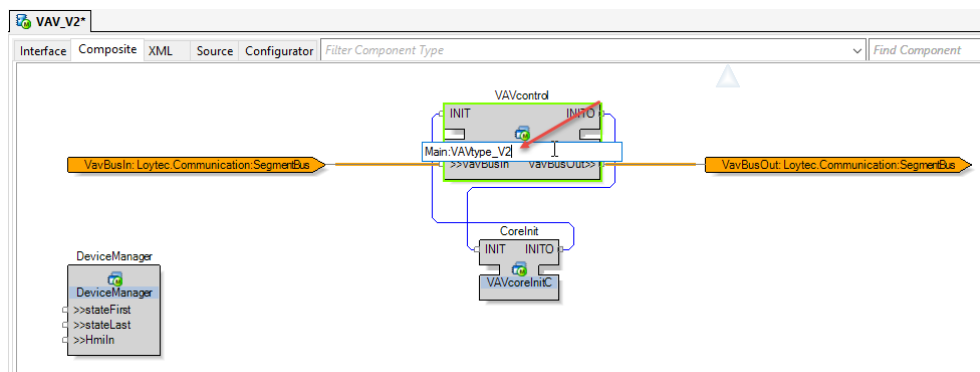 VAV_V2*
Interface Composite XML Source Configurator Filter Component Type Find Component
VAVcontrol
INIT INITO
Main:VAVtype_V2
>>VavBusIn VavBusOut>>
VavBusIn: Loytec.Communication:SegmentBus
VavBusOut: Loytec.Communication:SegmentBus
CoreInit
INIT INITO
VAVcoreInitC
DeviceManager
DeviceManager
>>stateFirst
>>stateLast
>>HmiIn